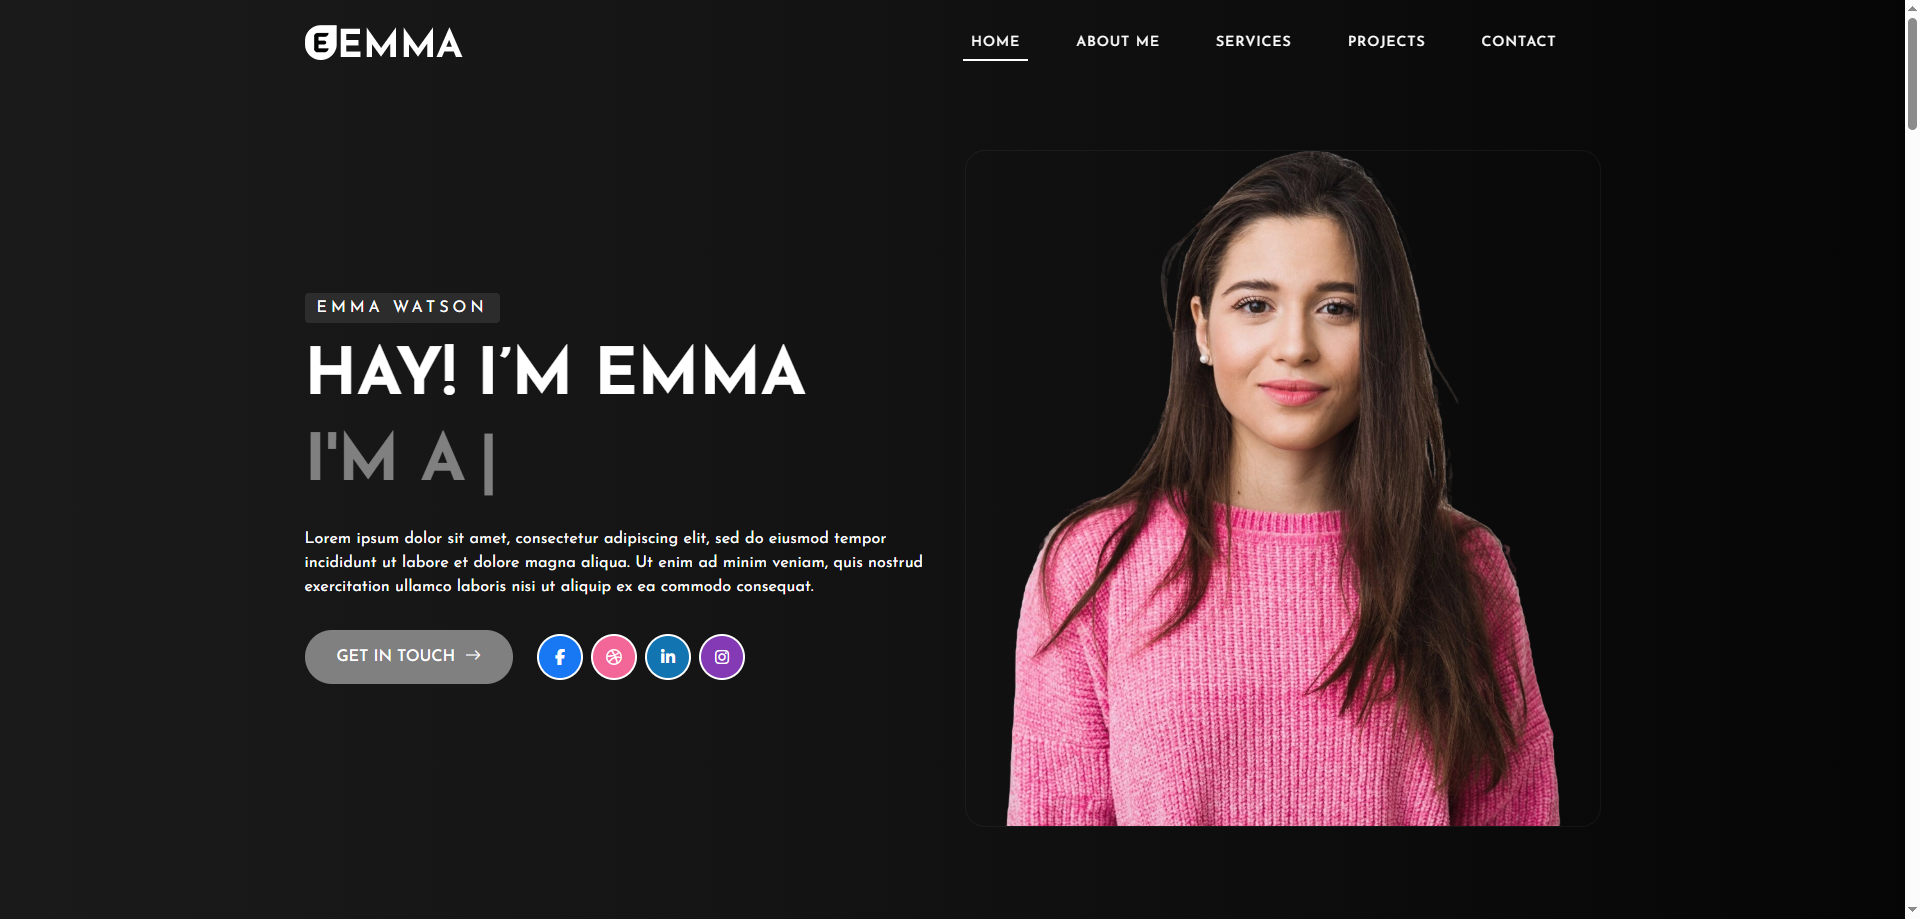 EMMA
HOME ABOUT ME SERVICES PROJECTS CONTACT
EMMA WATSON
HAY! I'M EMMA
I'M A |
Lorem ipsum dolor sit amet, consectetur adipiscing elit, sed do eiusmod tempor
incididunt ut labore et dolore magna aliqua. Ut enim ad minim veniam, quis nostrud
exercitation ullamco laboris nisi ut aliquip ex ea commodo consequat.
GET IN TOUCH →